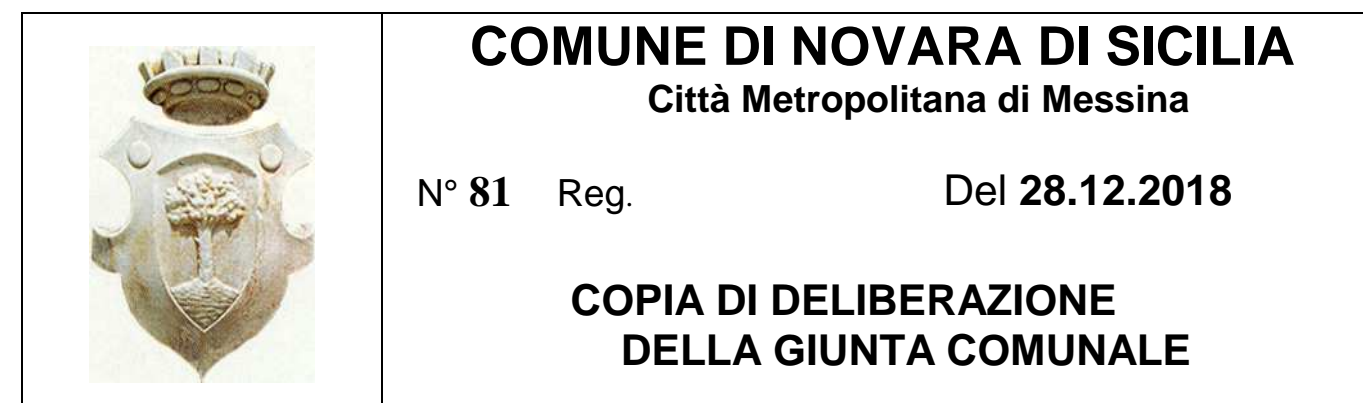 COMUNE DI NOVARA DI SICILIA
Città Metropolitana di Messina
N° 81 Reg. Del 28.12.2018
COPIA DI DELIBERAZIONE
DELLA GIUNTA COMUNALE